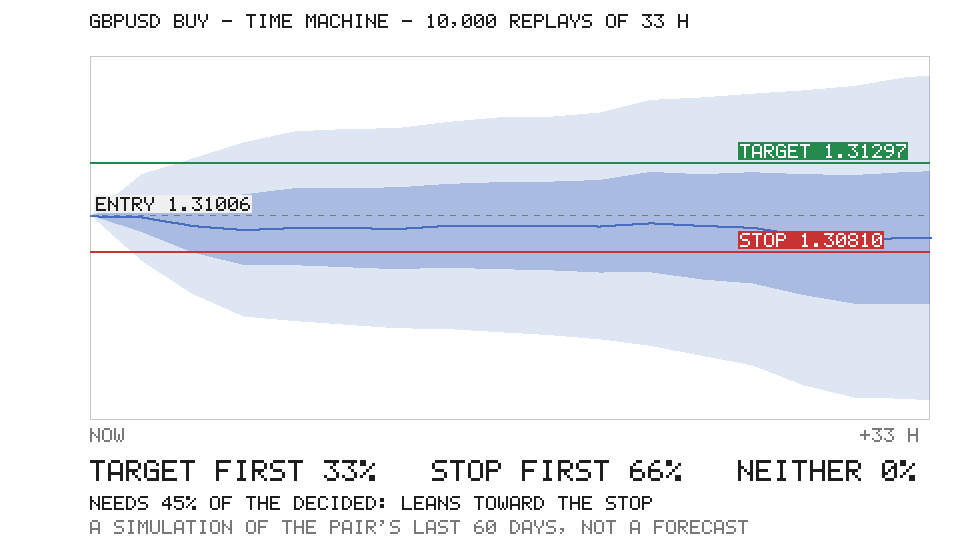 GBPUSD BUY - TIME MACHINE - 10,000 REPLAYS OF 33 H
TARGET 1.31297
ENTRY 1.31006
STOP 1.30810
NOW +33 H
TARGET FIRST 33% STOP FIRST 66% NEITHER 0%
NEEDS 45% OF THE DECIDED: LEANS TOWARD THE STOP
A SIMULATION OF THE PAIR'S LAST 60 DAYS, NOT A FORECAST